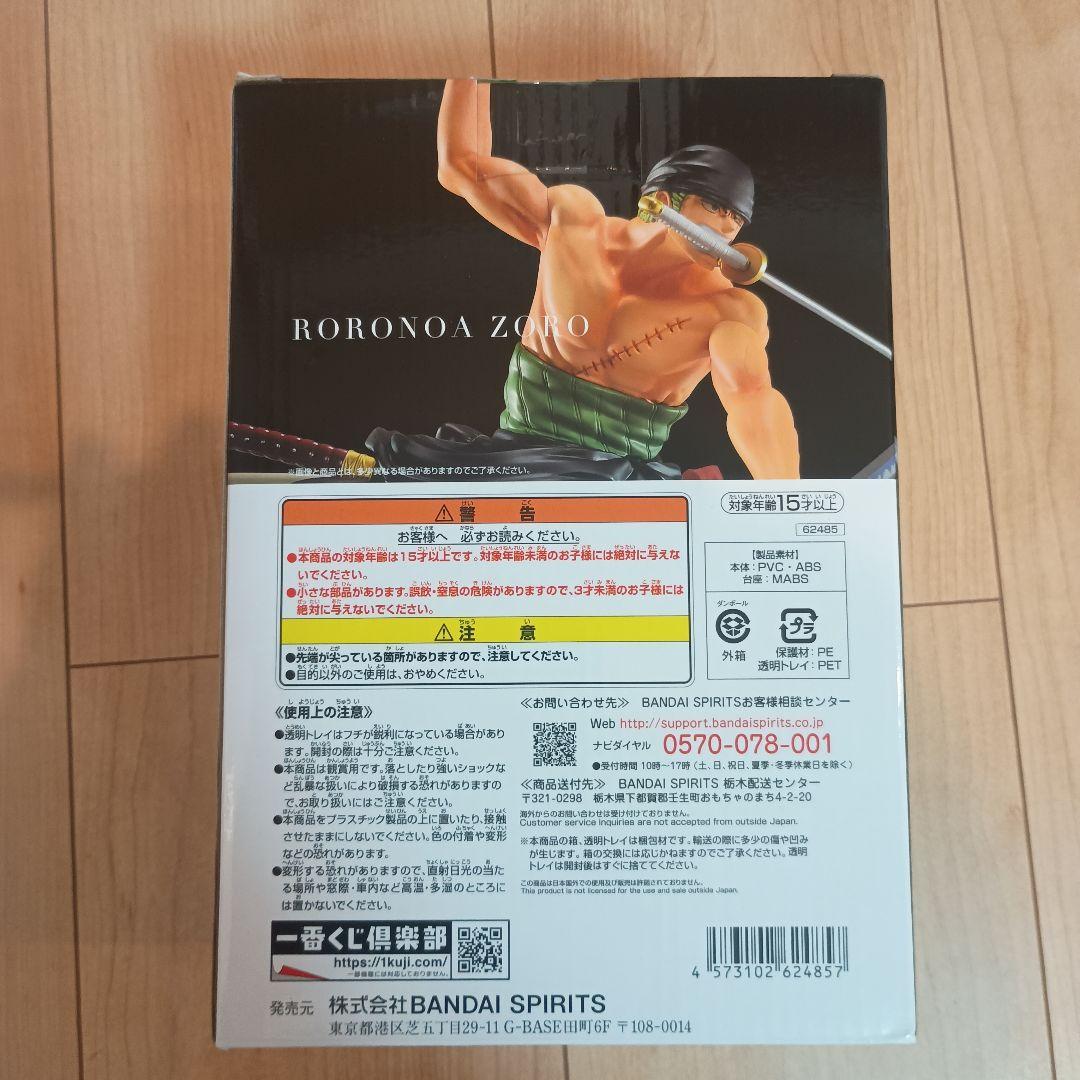 RORONOA ZORO
※画像と商品とは、多少異なる場合がありますのでご了承ください。
⚠警告
お客様へ 必ずお読みください。
●本商品の対象年齢は15才以上です。対象年齢未満のお子様には絶対に与えな
いでください。
●小さな部品があります。誤飲・窒息の危険がありますので、3才未満のお子様には
絶対に与えないでください。
⚠注意
●先端が尖っている箇所がありますので、注意してください。
●目的以外のご使用は、おやめください。
対象年齢15才以上
62485
【製品素材】
本体:PVC・ABS
台座:MABS
ダンボール
外箱
プラ
保護材:PE
透明トレイ:PET
《使用上の注意》
●透明トレイはフチが鋭利になっている場合があり
ます。開封の際は十分ご注意ください。
●本商品は観賞用です。落としたり強いショックな
ど乱暴な扱いにより破損する恐れがありますの
で、お取り扱いにはご注意ください。
●本商品をプラスチック製品の上に置いたり、接触
させたままにしないでください。色の付着や変形
などの恐れがあります。
●変形する恐れがありますので、直射日光の当た
る場所や窓際・車内など高温・多湿のところに
は置かないでください。
≪お問い合わせ先≫ BANDAI SPIRITSお客様相談センター
Web http://support.bandaispirits.co.jp
ナビダイヤル 0570-078-001
●受付時間 10時~17時(土、日、祝日、夏季・冬季休業日を除く)
≪商品送付先≫ BANDAI SPIRITS 栃木配送センター
〒321-0298 栃木県下都賀郡壬生町おもちゃのまち4-2-20
海外からのお問い合わせは受け付けておりません。
Customer service inquiries are not accepted from outside Japan.
※本商品の箱、透明トレイは梱包材です。輸送の際に多少の傷や凹み
が生じます。箱の交換には応じかねますのでご了承ください。透明
トレイは開封後はすぐに捨ててください。
この商品は日本国外での使用及び販売は許諾されておりません。
This product is not licensed for the use and sale outside Japan.
一番くじ倶楽部
https://1kuji.com/
一部機種には対応しておりません。
4 573102 624857
発売元 株式会社BANDAI SPIRITS
東京都港区芝五丁目29-11 G-BASE田町6F 〒108-0014